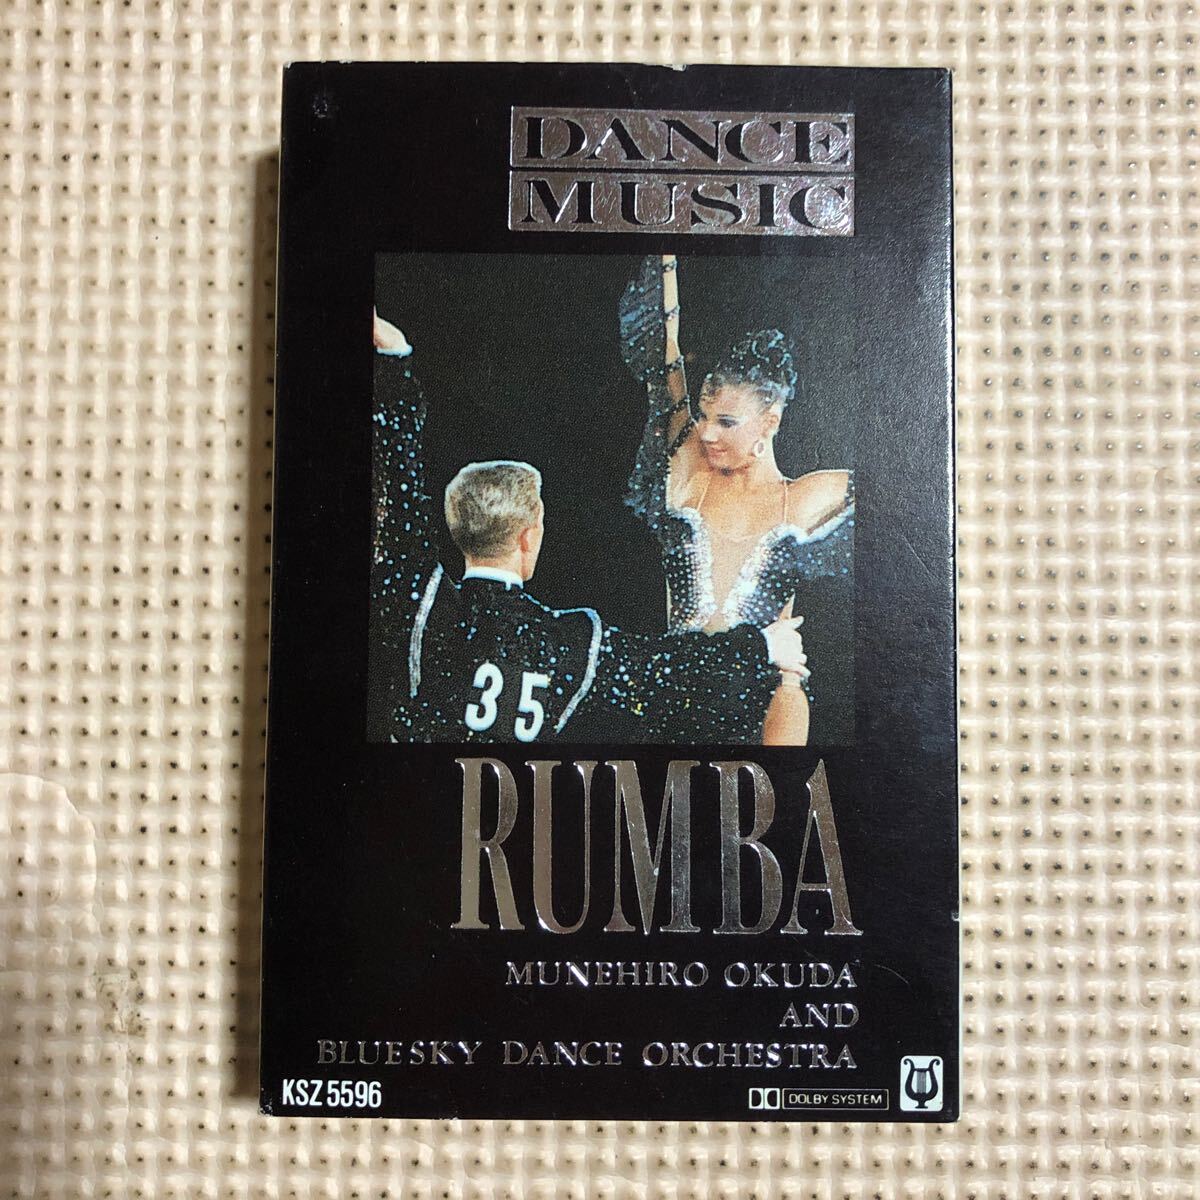 DANCE
MUSIC
35
RUMBA
MUNEHIRO OKUDA
AND
BLUESKY DANCE ORCHESTRA
KSZ 5596
DOLBY SYSTEM